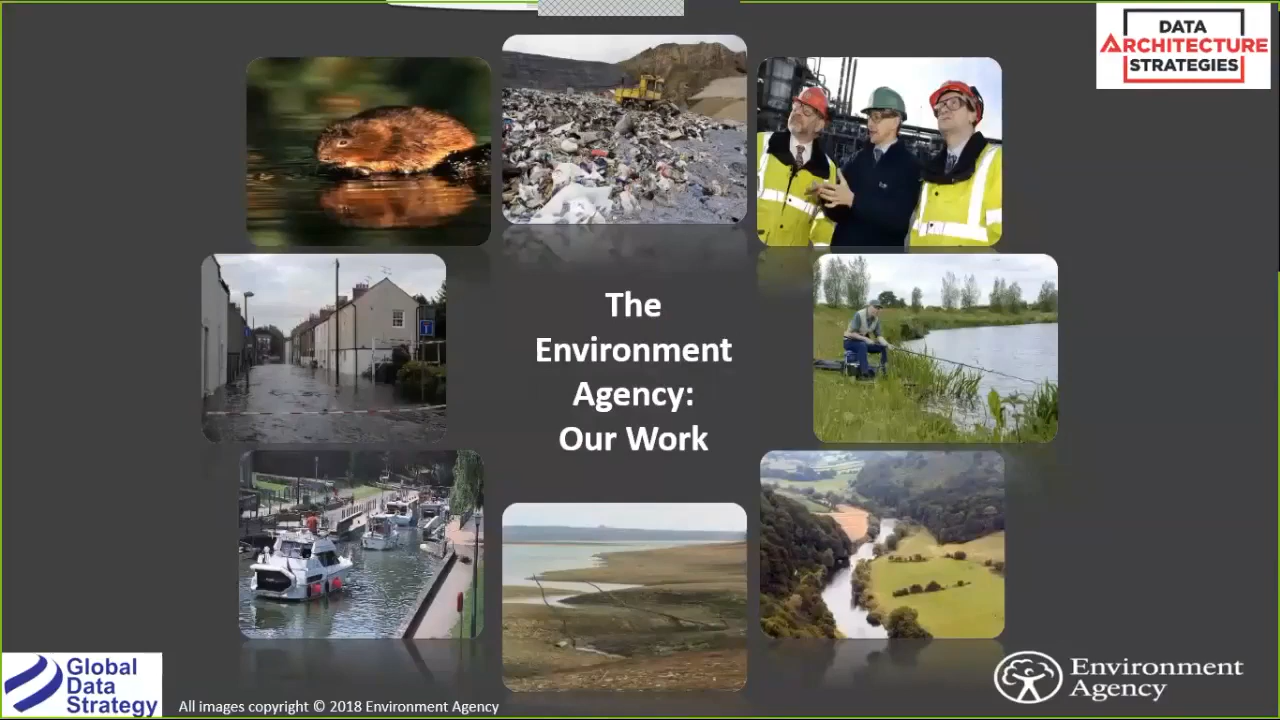 DATA
ARCHITECTURE
STRATEGIES
The
Environment
Agency:
Our Work
Global
Data
Strategy
All images copyright © 2018 Environment Agency
Environment
Agency